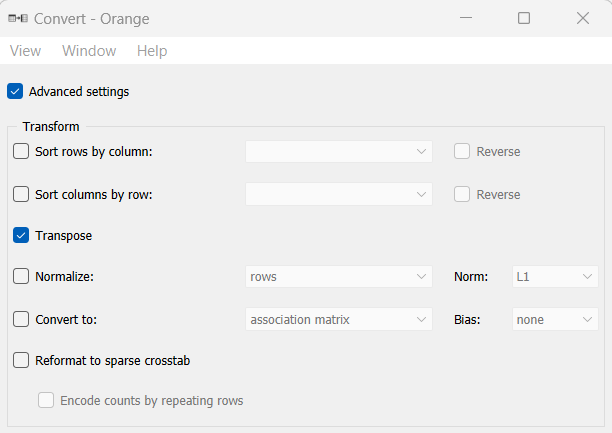 Convert - Orange
View Window Help
Advanced settings
Transform
Sort rows by column: Reverse
Sort columns by row: Reverse
Transpose
Normalize: rows Norm: L1
Convert to: association matrix Bias: none
Reformat to sparse crosstab
Encode counts by repeating rows